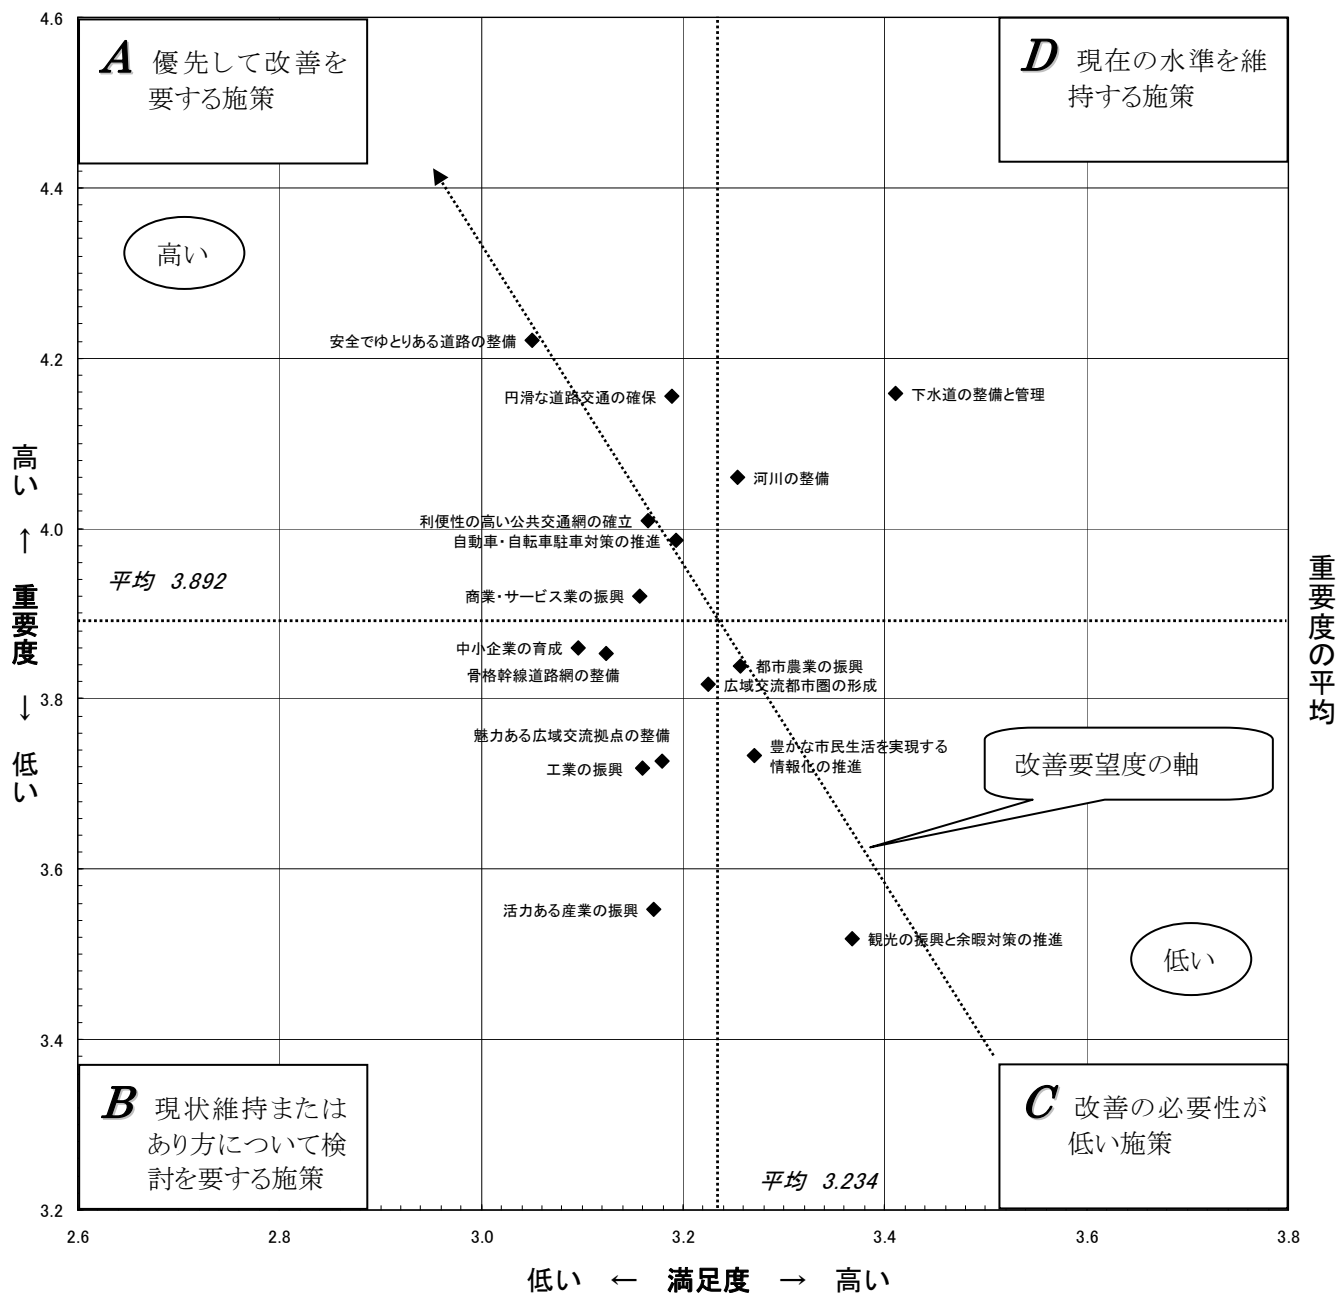 4.6
A 優先して改善を
要する施策
D 現在の水準を維
持する施策
4.4
高い
4.2
安全でゆとりある道路の整備
円滑な道路交通の確保
下水道の整備と管理
河川の整備
4.0
利便性の高い公共交通網の確立
自動車・自転車駐車対策の推進
平均 3.892
商業・サービス業の振興
中小企業の育成
骨格幹線道路網の整備
都市農業の振興
広域交流都市圏の形成
3.8
魅力ある広域交流拠点の整備
工業の振興
豊かな市民生活を実現する
情報化の推進
改善要望度の軸
3.6
活力ある産業の振興
観光の振興と余暇対策の推進
低い
3.4
B 現状維持または
あり方について検
討を要する施策
C 改善の必要性が
低い施策
平均 3.234
3.2
高い ↑ 重要度 ↓ 低い
重要度の平均
2.6 2.8 3.0 3.2 3.4 3.6 3.8
低い ← 満足度 → 高い